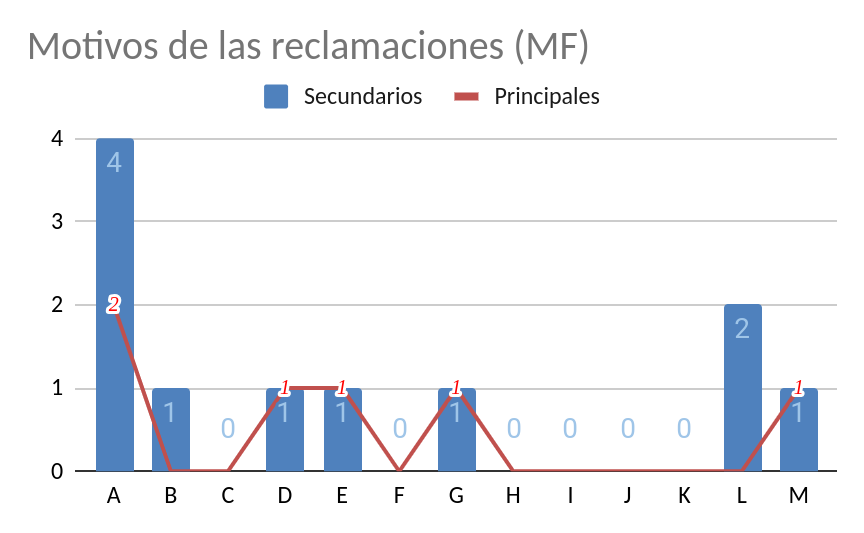 Motivos de las reclamaciones (MF)
Secundarios Principales
4
4
3
2
2
2
1
1 1 1 1
1 1 1 1 1
0 0 0 0 0 0
0
A B C D E F G H I J K L M